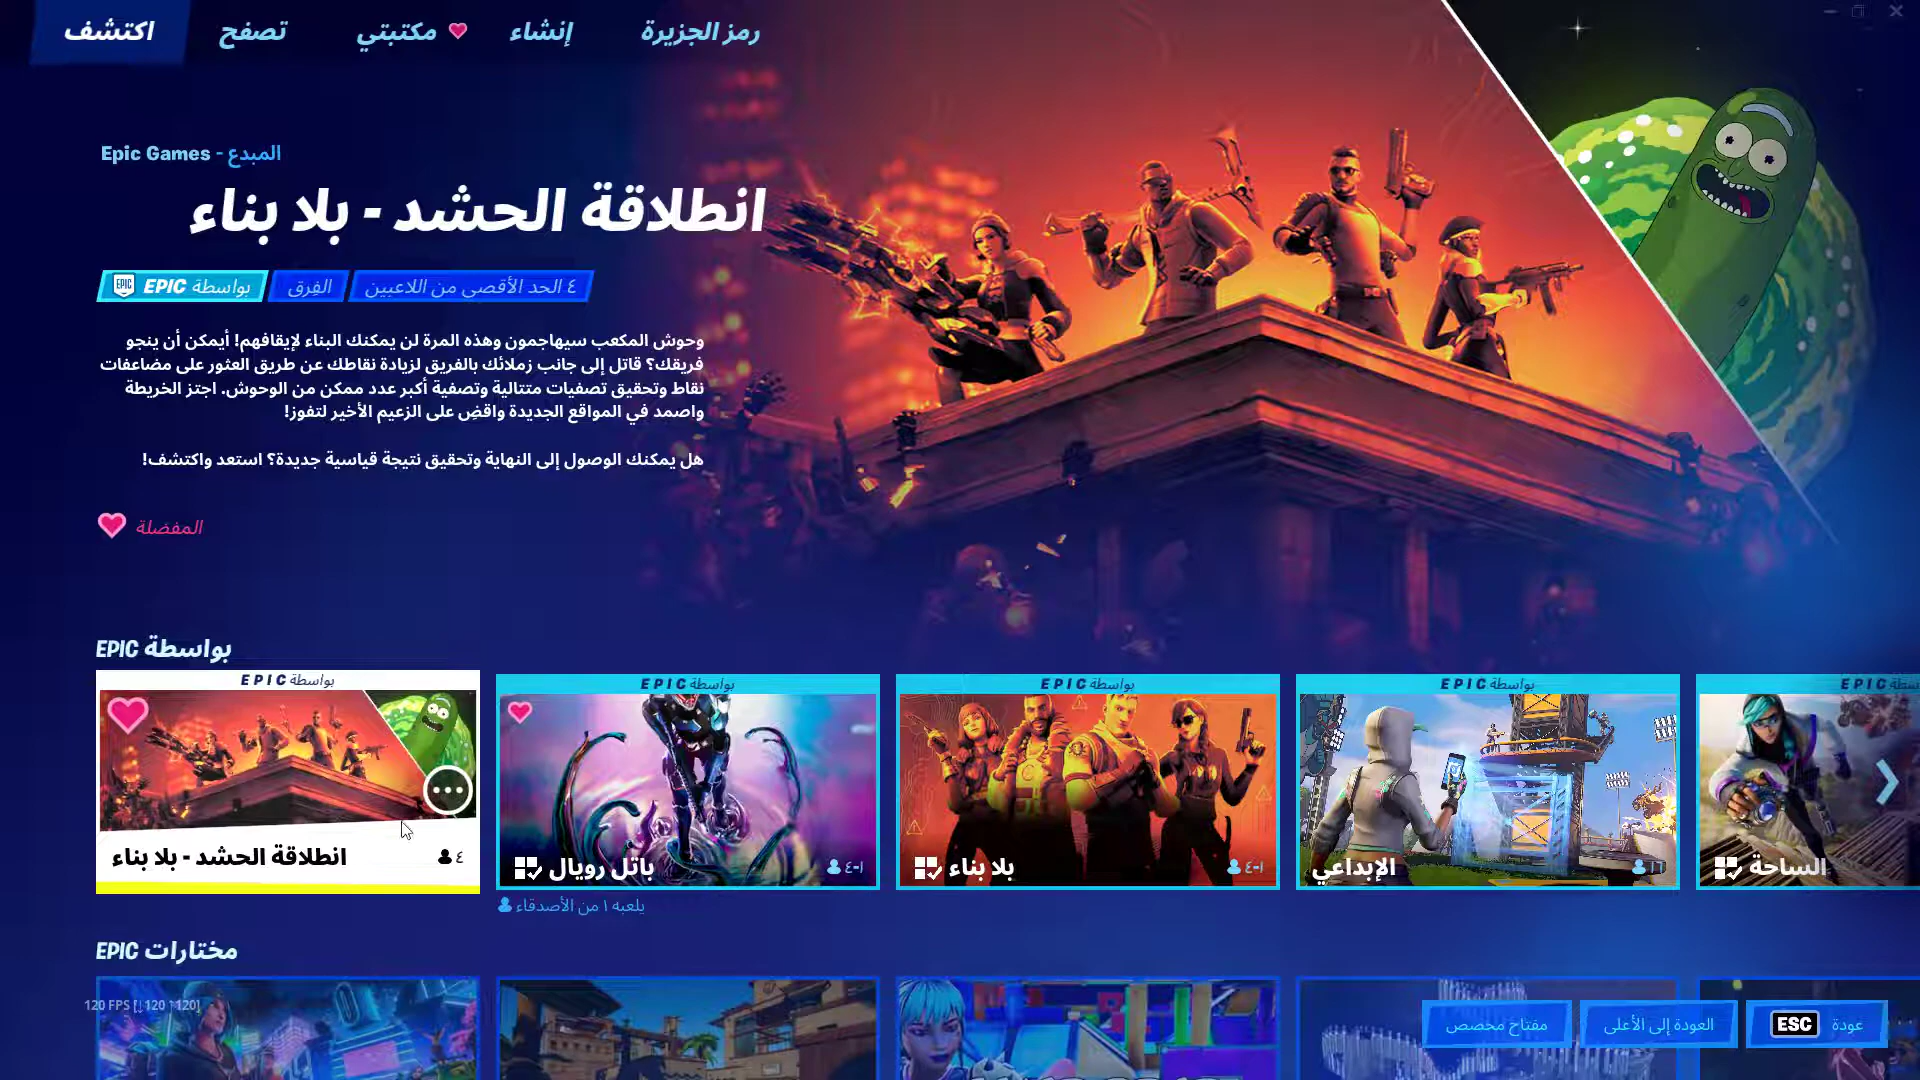 اكتشف
تصفح
مكتبتي
إنشاء
رمز الجزيرة
Epic Games - المبدع
انطلاقة الحشد - بلا بناء
EPIC بواسطة EPIC
الفِرق
٤ الحد الأقصى من اللاعبين
وحوش المكعب سيهاجمون وهذه المرة لن يمكنك البناء لإيقافهم! أيمكن أن ينجو
فريقك؟ قاتل إلى جانب زملائك بالفريق لزيادة نقاطك عن طريق العثور على مضاعفات
نقاط وتحقيق تصفيات متتالية وتصفية أكبر عدد ممكن من الوحوش. اجتز الخريطة
واصمد في المواقع الجديدة واقضِ على الزعيم الأخير لتفوز!
هل يمكنك الوصول إلى النهاية وتحقيق نتيجة قياسية جديدة؟ استعد واكتشف!
المفضلة
بواسطة EPIC
بواسطة EPIC
انطلاقة الحشد - بلا بناء
٤
بواسطة EPIC
باتل رويال
١-٤
يلعبه ١ من الأصدقاء
بواسطة EPIC
بلا بناء
١-٤
بواسطة EPIC
الإبداعي
بواسطة EPIC
الساحة
مختارات EPIC
120 FPS [↓120 ↑120]
مفتاح مخصص
العودة إلى الأعلى
ESC عودة